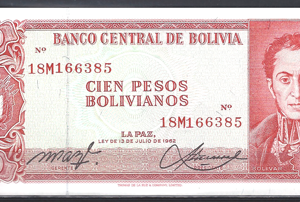 BANCO CENTRAL DE BOLIVIA
Nº
18M166385
CIEN PESOS
BOLIVIANOS
Nº
18M166385
LA PAZ,
LEY DE 13 DE JULIO DE 1962
GERENTE
BOLIVAR